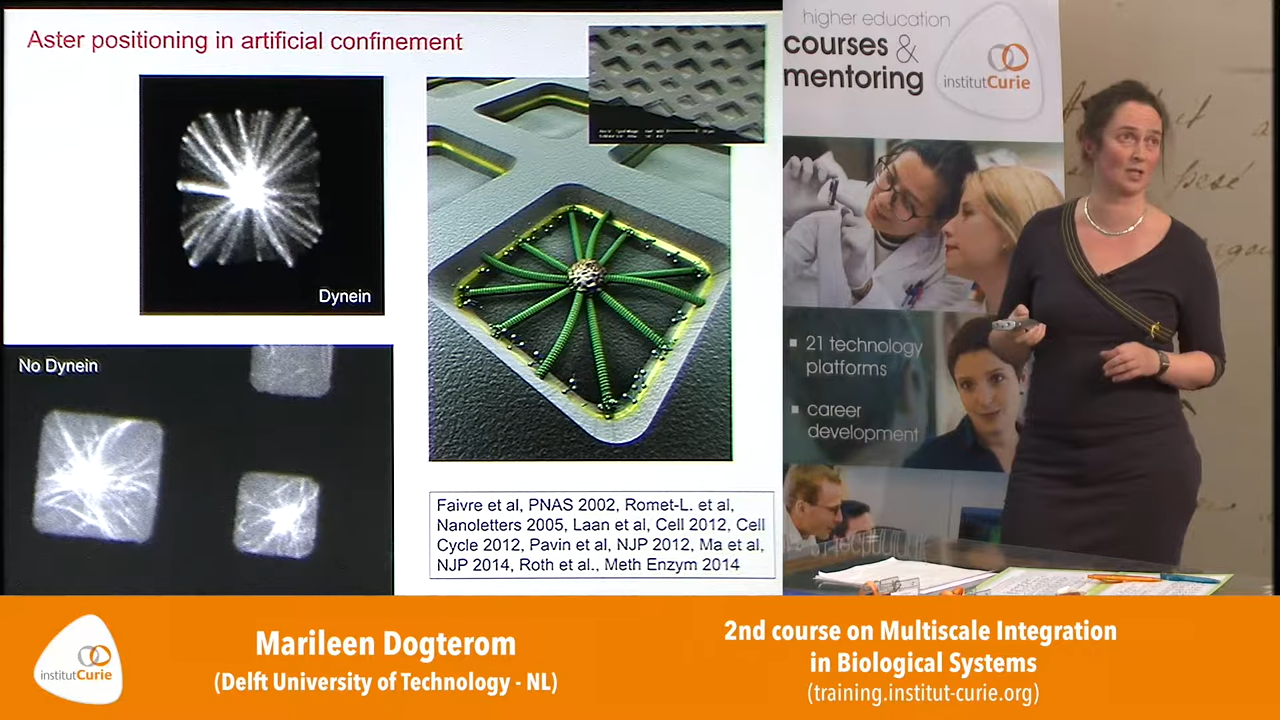 Aster positioning in artificial confinement
Dynein
No Dynein
Faivre et al, PNAS 2002, Romet-L. et al,
Nanoletters 2005, Laan et al, Cell 2012, Cell
Cycle 2012, Pavin et al, NJP 2012, Ma et al,
NJP 2014, Roth et al., Meth Enzym 2014
higher education
courses &
mentoring
institutCurie
21 technology
platforms
career
development
pesé
institutCurie
Marileen Dogterom
(Delft University of Technology - NL)
2nd course on Multiscale Integration
in Biological Systems
(training.institut-curie.org)